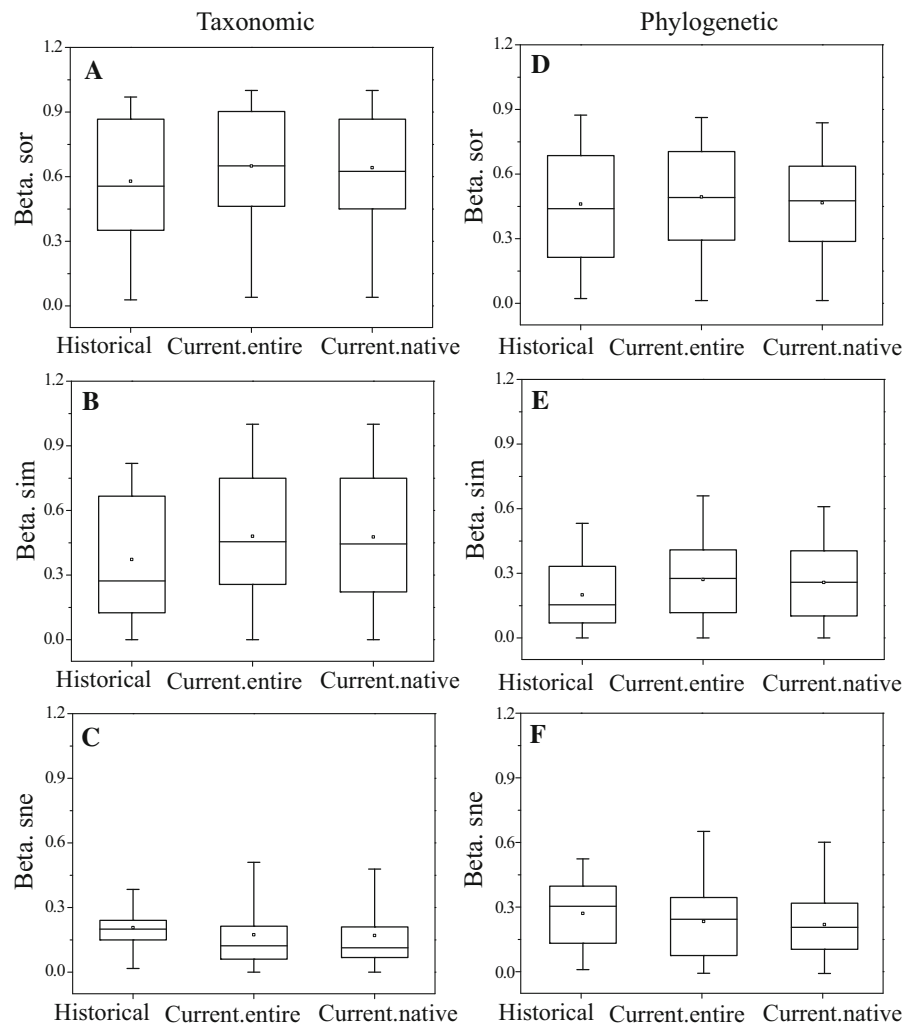 Taxonomic
Phylogenetic
A
Beta. sor
1.2
0.9
0.6
0.3
0.0
Historical Current.entire Current.native
D
Beta. sor
1.2
0.9
0.6
0.3
0.0
Historical Current.entire Current.native
B
Beta. sim
1.2
0.9
0.6
0.3
0.0
Historical Current.entire Current.native
E
Beta. sim
1.2
0.9
0.6
0.3
0.0
Historical Current.entire Current.native
C
Beta. sne
1.2
0.9
0.6
0.3
0.0
Historical Current.entire Current.native
F
Beta. sne
1.2
0.9
0.6
0.3
0.0
Historical Current.entire Current.native